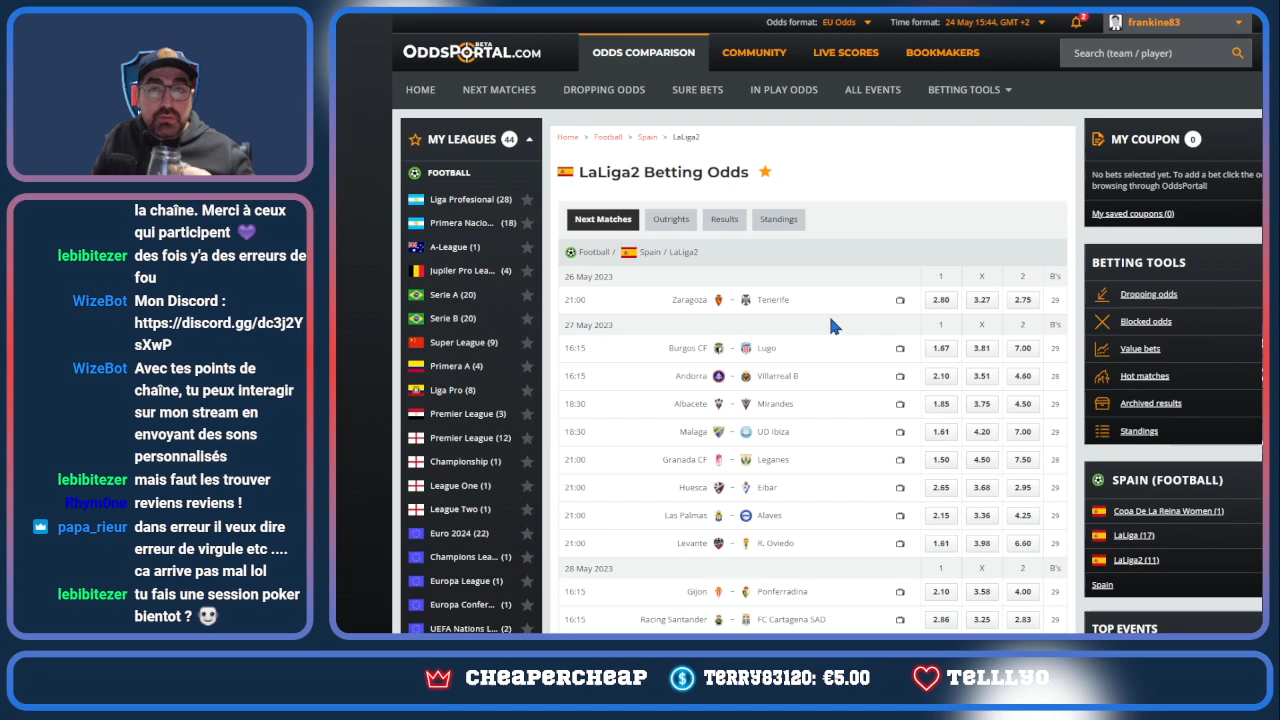 la chaîne. Merci à ceux
qui participent 💜
lebibitezer des fois y'a des erreurs de
fou
WizeBot Mon Discord :
https://discord.gg/dc3j2Y
sXwP
WizeBot Avec tes points de
chaîne, tu peux interagir
sur mon stream en
envoyant des sons
personnalisés
lebibitezer mais faut les trouver
Rhym0ne reviens reviens !
papa_rieur dans erreur il veux dire
erreur de virgule etc ....
ca arrive pas mal lol
lebibitezer tu fais une session poker
bientot ?
Odds format: EU Odds Time format: 24 May 15:44, GMT +2 2 frankine83
ODDSPORTAL.COM BETA ODDS COMPARISON COMMUNITY LIVE SCORES BOOKMAKERS Search (team / player)
HOME NEXT MATCHES DROPPING ODDS SURE BETS IN PLAY ODDS ALL EVENTS BETTING TOOLS
MY LEAGUES 44
FOOTBALL
Liga Profesional (28)
Primera Nacio... (18)
A-League (1)
Jupiler Pro Lea... (4)
Serie A (20)
Serie B (20)
Super League (9)
Primera A (4)
Liga Pro (8)
Premier League (3)
Premier League (12)
Championship (1)
League One (1)
League Two (1)
Euro 2024 (22)
Champions Lea... (1)
Europa League (1)
Europa Confer... (1)
UEFA Nations L... (2)
Home > Football > Spain > LaLiga2
LaLiga2 Betting Odds
Next Matches Outrights Results Standings
Football / Spain / LaLiga2
26 May 2023 1 X 2 B's
21:00 Zaragoza - Tenerife 2.80 3.27 2.75 29
27 May 2023 1 X 2 B's
16:15 Burgos CF - Lugo 1.67 3.81 7.00 29
16:15 Andorra - Villarreal B 2.10 3.51 4.60 28
18:30 Albacete - Mirandes 1.85 3.75 4.50 29
18:30 Malaga - UD Ibiza 1.61 4.20 7.00 29
21:00 Granada CF - Leganes 1.50 4.50 7.50 28
21:00 Huesca - Eibar 2.65 3.68 2.95 29
21:00 Las Palmas - Alaves 2.15 3.36 4.25 29
21:00 Levante - R. Oviedo 1.61 3.98 6.60 29
28 May 2023 1 X 2 B's
16:15 Gijon - Ponferradina 2.10 3.58 4.00 29
16:15 Racing Santander - FC Cartagena SAD 2.86 3.25 2.83 29
MY COUPON 0
No bets selected yet. To add a bet click the o
browsing through OddsPortal!
My saved coupons (0)
BETTING TOOLS
Dropping odds
Blocked odds
Value bets
Hot matches
Archived results
Standings
SPAIN (FOOTBALL)
Copa De La Reina Women (1)
LaLiga (17)
LaLiga2 (11)
Spain
TOP EVENTS
CHEAPERCHEAP TERRY83120: €5.00 TELLLYO